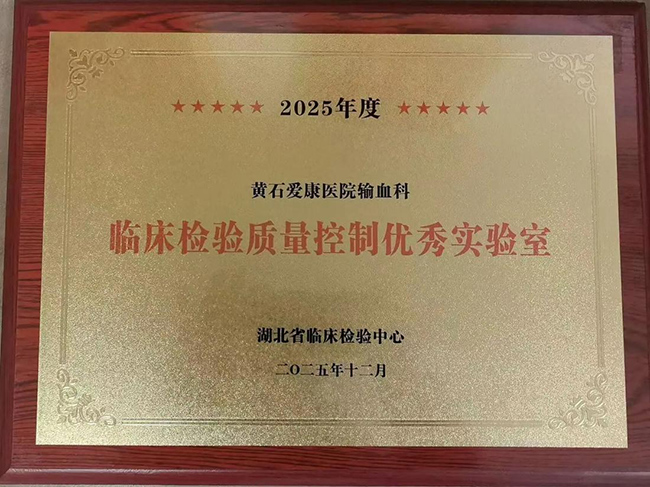 ★★★★★ 2025年度 ★★★★★
黄石爱康医院输血科
临床检验质量控制优秀实验室
湖北省临床检验中心
二〇二五年十二月